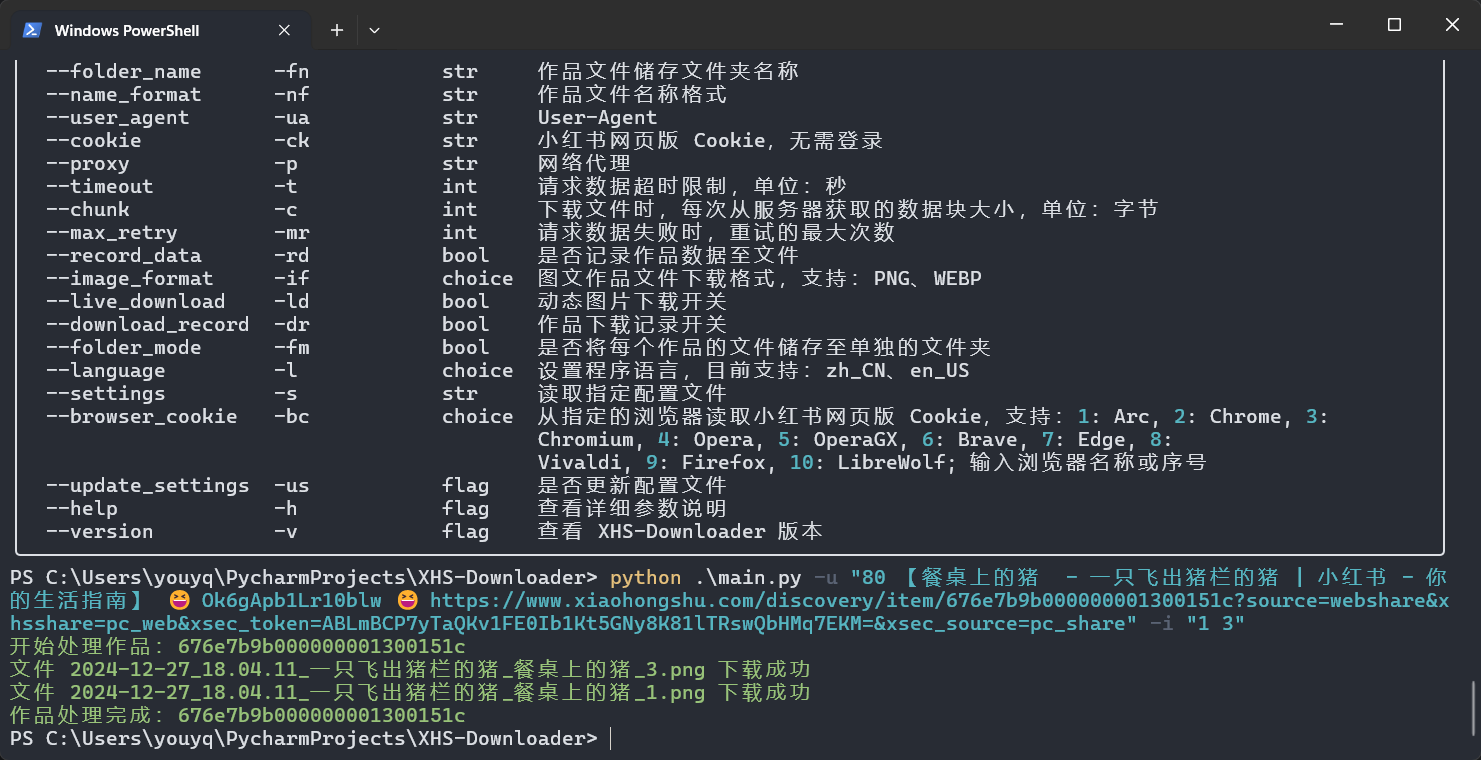 Windows PowerShell
--folder_name -fn str 作品文件储存文件夹名称
--name_format -nf str 作品文件名称格式
--user_agent -ua str User-Agent
--cookie -ck str 小红书网页版 Cookie，无需登录
--proxy -p str 网络代理
--timeout -t int 请求数据超时限制，单位：秒
--chunk -c int 下载文件时，每次从服务器获取的数据块大小，单位：字节
--max_retry -mr int 请求数据失败时，重试的最大次数
--record_data -rd bool 是否记录作品数据至文件
--image_format -if choice 图文作品文件下载格式，支持：PNG、WEBP
--live_download -ld bool 动态图片下载开关
--download_record -dr bool 作品下载记录开关
--folder_mode -fm bool 是否将每个作品的文件储存至单独的文件夹
--language -l choice 设置程序语言，目前支持：zh_CN、en_US
--settings -s str 读取指定配置文件
--browser_cookie -bc choice 从指定的浏览器读取小红书网页版 Cookie，支持：1: Arc, 2: Chrome, 3:
Chromium, 4: Opera, 5: OperaGX, 6: Brave, 7: Edge, 8:
Vivaldi, 9: Firefox, 10: LibreWolf; 输入浏览器名称或序号
--update_settings -us flag 是否更新配置文件
--help -h flag 查看详细参数说明
--version -v flag 查看 XHS-Downloader 版本
PS C:\Users\youyq\PycharmProjects\XHS-Downloader> python .\main.py -u "80 【餐桌上的猪  - 一只飞出猪栏的猪 | 小红书 - 你
的生活指南】 😆 Ok6gApb1Lr10blw 😆 https://www.xiaohongshu.com/discovery/item/676e7b9b000000001300151c?source=webshare&x
hsshare=pc_web&xsec_token=ABLmBCP7yTaQKv1FE0Ib1Kt5GNy8K81lTRswQbHMq7EKM=&xsec_source=pc_share" -i "1 3"
开始处理作品：676e7b9b000000001300151c
文件 2024-12-27_18.04.11_一只飞出猪栏的猪_餐桌上的猪_3.png 下载成功
文件 2024-12-27_18.04.11_一只飞出猪栏的猪_餐桌上的猪_1.png 下载成功
作品处理完成：676e7b9b000000001300151c
PS C:\Users\youyq\PycharmProjects\XHS-Downloader>